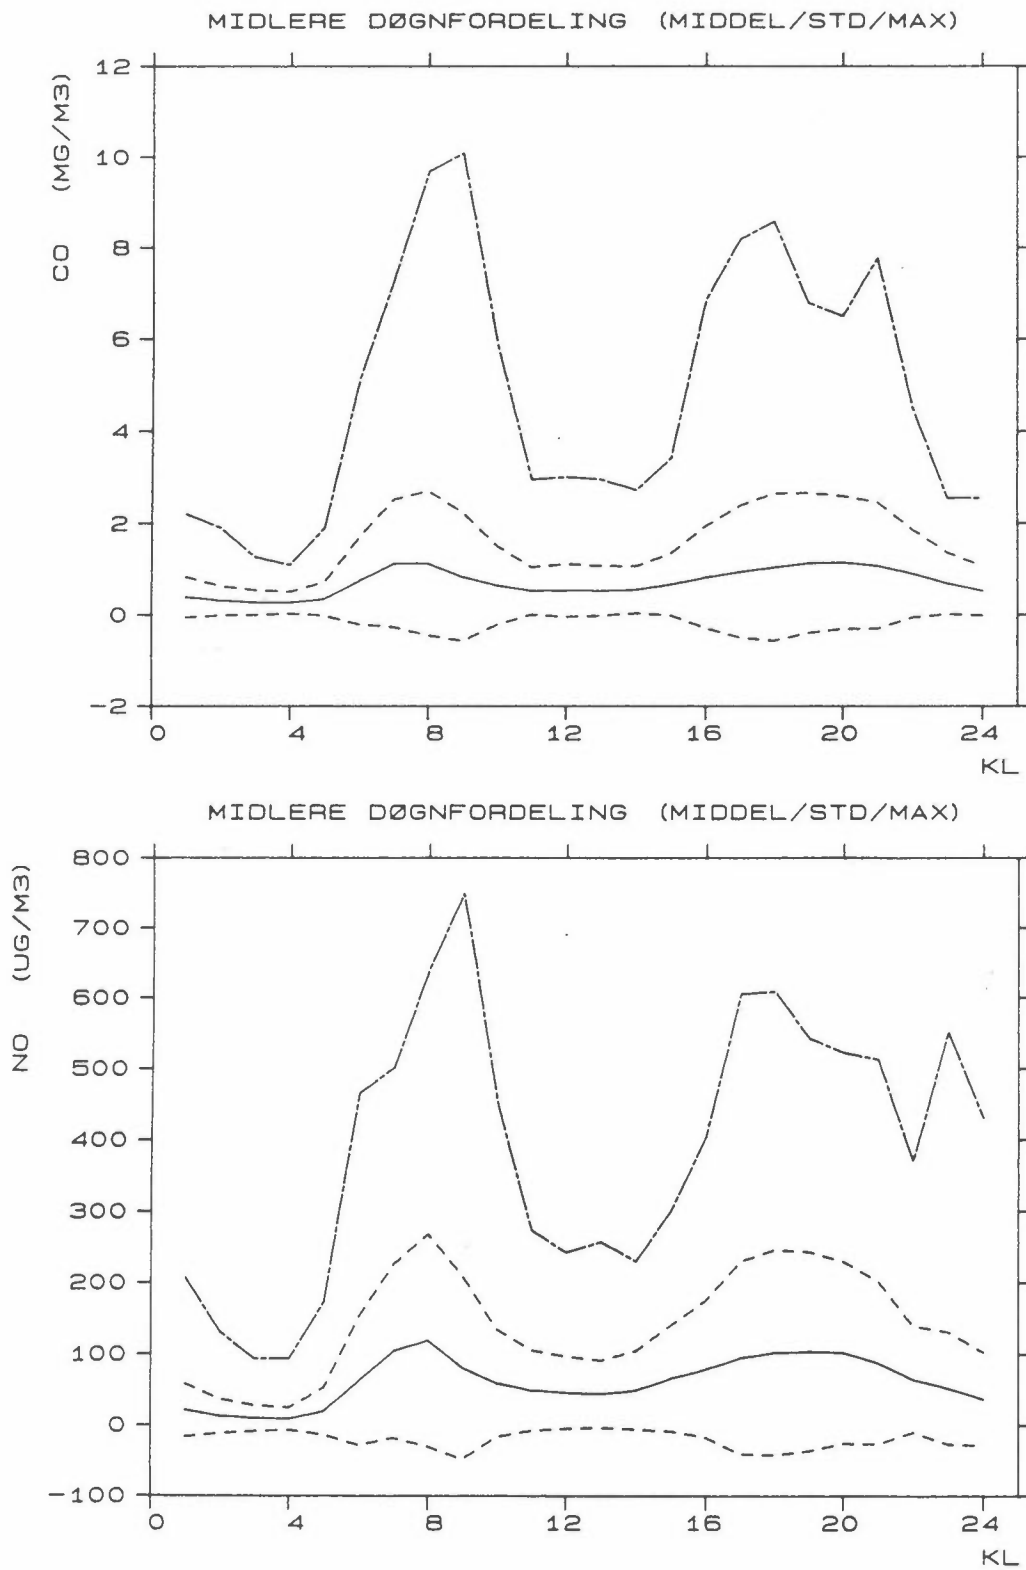 MIDLERE DØGNFORDELING (MIDDEL/STD/MAX)
CO (MG/M3)
12
10
8
6
4
2
0
-2
0 4 8 12 16 20 24
KL
MIDLERE DØGNFORDELING (MIDDEL/STD/MAX)
NO (UG/M3)
800
700
600
500
400
300
200
100
0
-100
0 4 8 12 16 20 24
KL